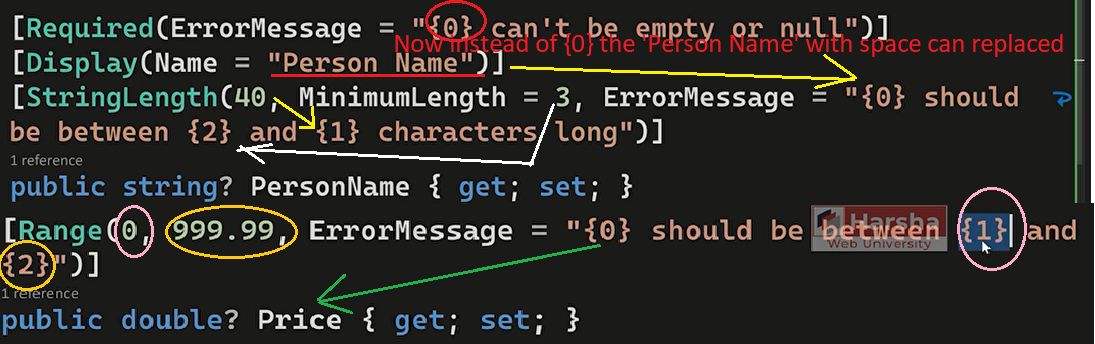 [Required(ErrorMessage = "{0} can't be empty or null")]
Now instead of {0} the 'Person Name' with space can replaced
[Display(Name = "Person Name")]
[StringLength(40, MinimumLength = 3, ErrorMessage = "{0} should
be between {2} and {1} characters long")]
1 reference
public string? PersonName { get; set; }
[Range(0, 999.99, ErrorMessage = "{0} should be between {1} and
{2}")]
Harsha
Web University
1 reference
public double? Price { get; set; }